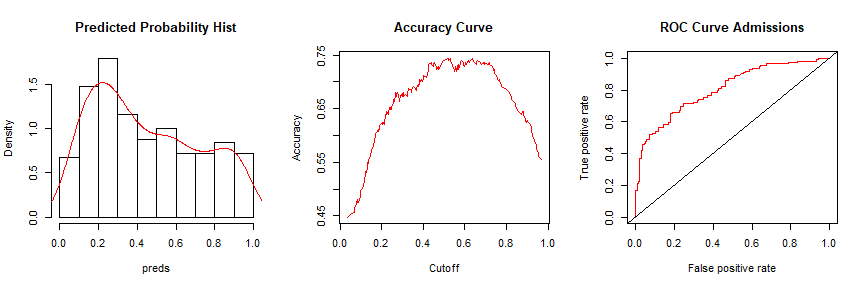 Predicted Probability Hist
Density
0.0 0.5 1.0 1.5
0.0 0.2 0.4 0.6 0.8 1.0
preds
Accuracy Curve
Accuracy
0.45 0.55 0.65 0.75
0.0 0.2 0.4 0.6 0.8 1.0
Cutoff
ROC Curve Admissions
True positive rate
0.0 0.2 0.4 0.6 0.8 1.0
0.0 0.2 0.4 0.6 0.8 1.0
False positive rate